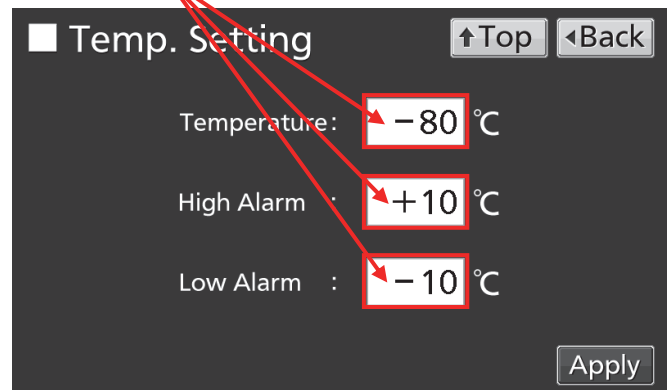 ■ Temp. Setting ↑Top ◂Back
Temperature: −80 ℃
High Alarm : +10 ℃
Low Alarm : −10 ℃
Apply